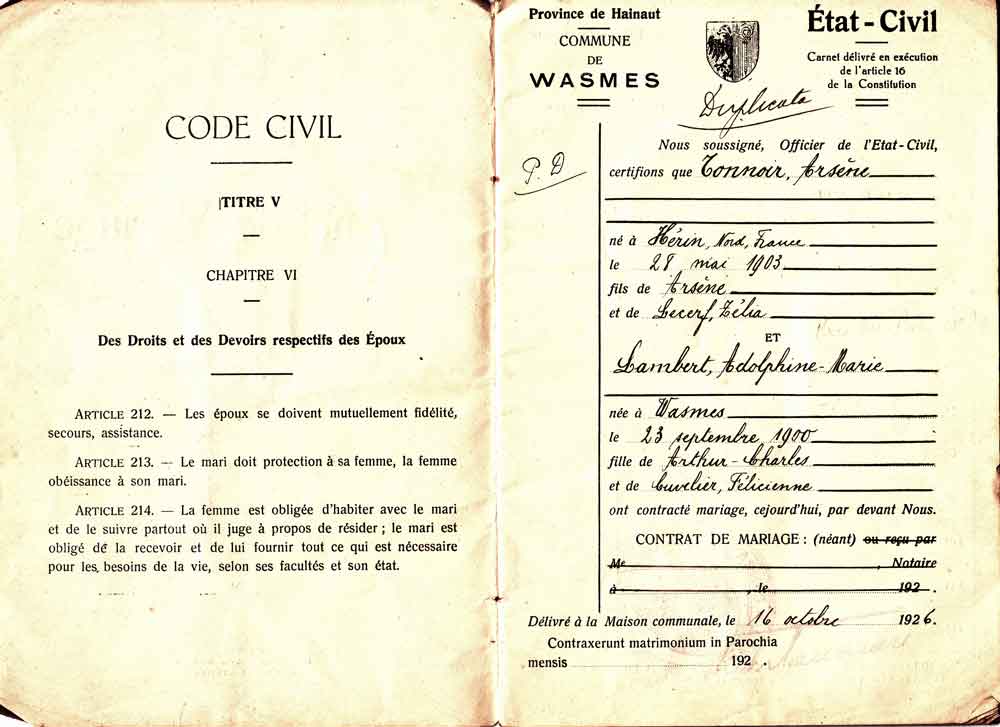 CODE CIVIL
TITRE V
CHAPITRE VI
Des Droits et des Devoirs respectifs des Époux
ARTICLE 212. — Les époux se doivent mutuellement fidélité,
secours, assistance.
ARTICLE 213. — Le mari doit protection à sa femme, la femme
obéissance à son mari.
ARTICLE 214. — La femme est obligée d'habiter avec le mari
et de le suivre partout où il juge à propos de résider ; le mari est
obligé de la recevoir et de lui fournir tout ce qui est nécessaire
pour les besoins de la vie, selon ses facultés et son état.
Province de Hainaut
COMMUNE
DE
WASMES
État-Civil
Carnet délivré en exécution
de l'article 16
de la Constitution
Duplicata
P. D
Nous soussigné, Officier de l'Etat-Civil,
certifions que Tonnoir, Arsène
né à Hérin, Nord, France
le 28 mai 1903
fils de Arsène
et de Lecerf, Zélia
ET
Lambert, Adolphine-Marie
née à Wasmes
le 23 septembre 1900
fille de Arthur-Charles
et de Cuvelier, Félicienne
ont contracté mariage, cejourd'hui, par devant Nous.
CONTRAT DE MARIAGE : (néant) ou reçu par
Me , Notaire
à , le 192 .
Délivré à la Maison communale, le 16 octobre 1926.
Contraxerunt matrimonium in Parochia
mensis 192 .